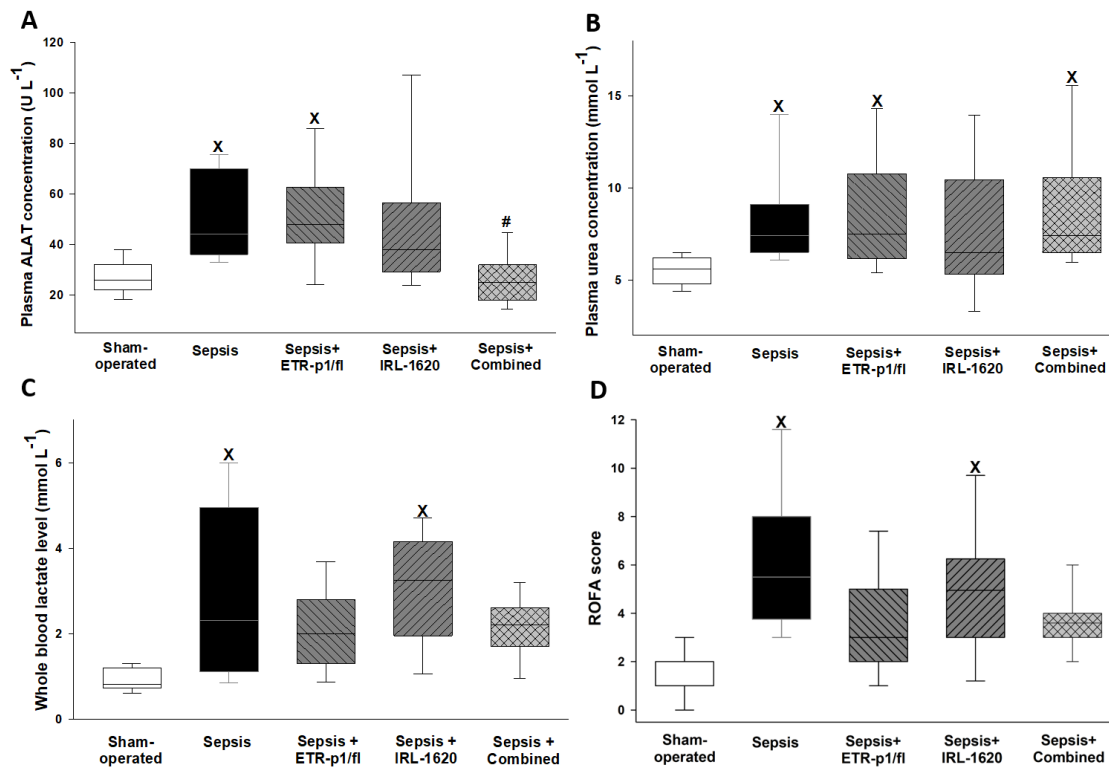 A
Plasma ALAT concentration (U L⁻¹)
120
100
80
60
40
20
X
X
#
Sham-
operated
Sepsis
Sepsis+
ETR-p1/fl
Sepsis+
IRL-1620
Sepsis+
Combined
B
Plasma urea concentration (mmol L⁻¹)
15
10
5
X
X
X
Sham-
operated
Sepsis
Sepsis+
ETR-p1/fl
Sepsis+
IRL-1620
Sepsis+
Combined
C
Whole blood lactate level (mmol L⁻¹)
6
4
2
0
X
X
Sham-
operated
Sepsis
Sepsis +
ETR-p1/fl
Sepsis +
IRL-1620
Sepsis +
Combined
D
ROFA score
12
10
8
6
4
2
0
X
X
Sham-
operated
Sepsis
Sepsis+
ETR-p1/fl
Sepsis+
IRL-1620
Sepsis+
Combined